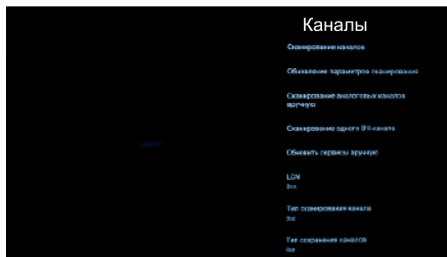 Каналы
Сканирование каналов
Обновление параметров сканирования
Сканирование аналоговых каналов
вручную
Сканирование одного ВЧ-канала
Обновить сервисы вручную
LCN
Тип сканирования канала
Тип сохранения каналов